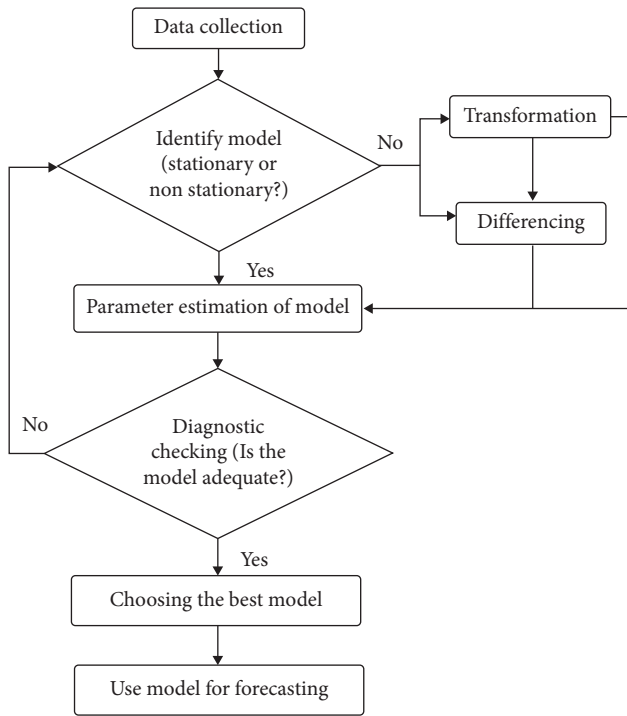 Data collection
Identify model
(stationary or
non stationary?)
No
Transformation
Differencing
Yes
Parameter estimation of model
No
Diagnostic
checking (Is the
model adequate?)
Yes
Choosing the best model
Use model for forecasting